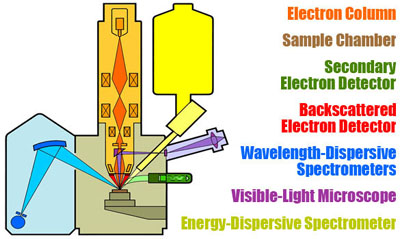 Electron Column
Sample Chamber
Secondary
Electron Detector
Backscattered
Electron Detector
Wavelength-Dispersive
Spectrometers
Visible-Light Microscope
Energy-Dispersive Spectrometer